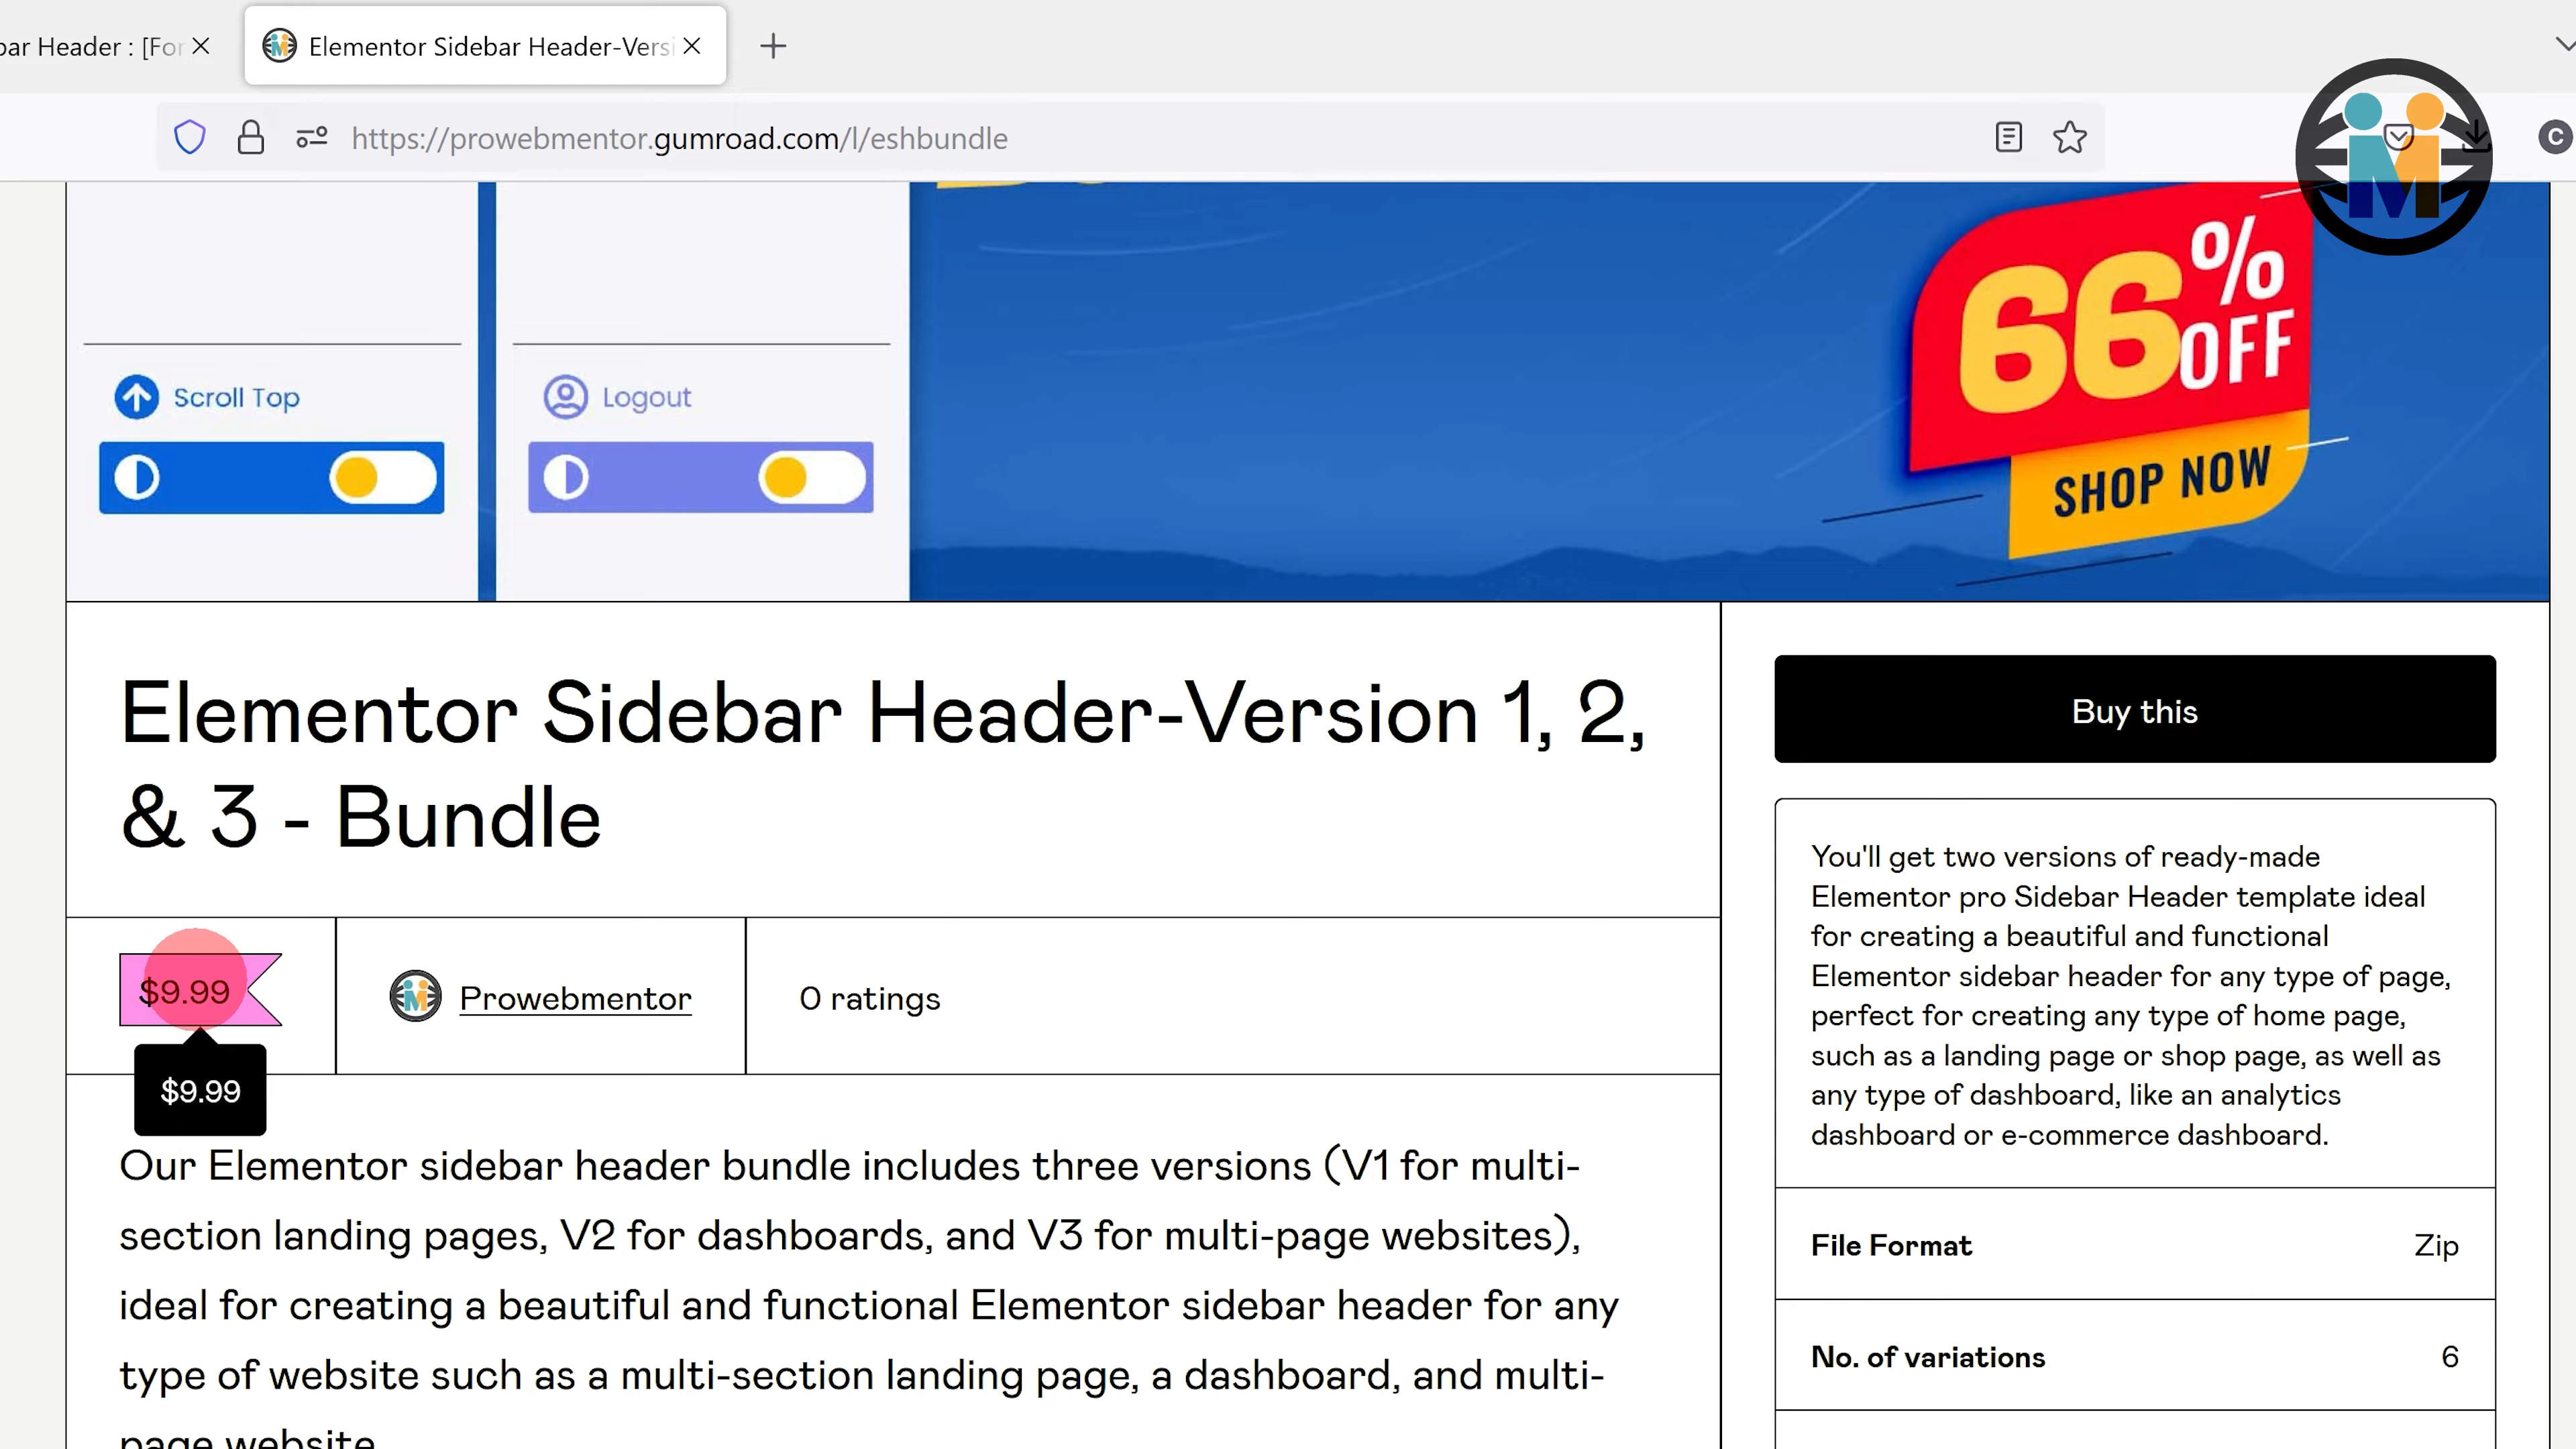 bar Header : [For
Elementor Sidebar Header-Versi
https://prowebmentor.gumroad.com/l/eshbundle
C
66%
OFF
SHOP NOW
Scroll Top
Logout
Elementor Sidebar Header-Version 1, 2,
& 3 - Bundle
$9.99
Prowebmentor
0 ratings
$9.99
Our Elementor sidebar header bundle includes three versions (V1 for multi-
section landing pages, V2 for dashboards, and V3 for multi-page websites),
ideal for creating a beautiful and functional Elementor sidebar header for any
type of website such as a multi-section landing page, a dashboard, and multi-
page website
Buy this
You'll get two versions of ready-made
Elementor pro Sidebar Header template ideal
for creating a beautiful and functional
Elementor sidebar header for any type of page,
perfect for creating any type of home page,
such as a landing page or shop page, as well as
any type of dashboard, like an analytics
dashboard or e-commerce dashboard.
File Format Zip
No. of variations 6